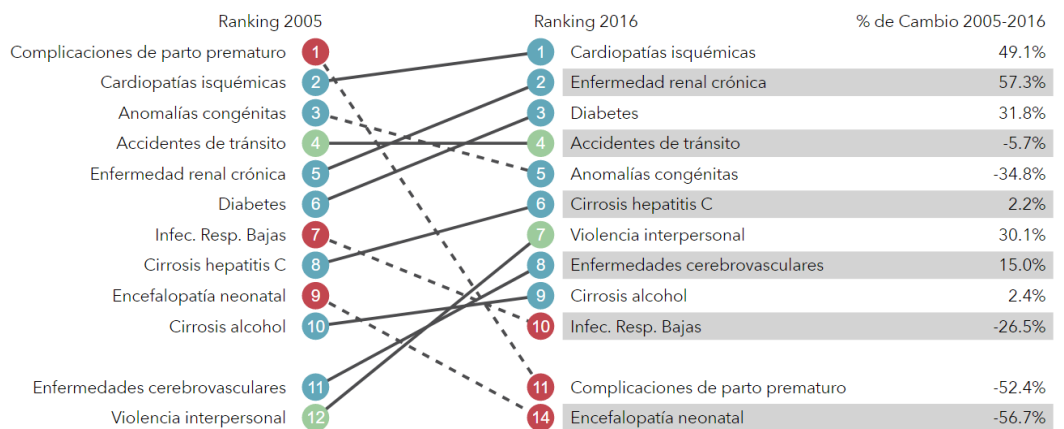 Ranking 2005 Ranking 2016 % de Cambio 2005-2016
Complicaciones de parto prematuro 1 1 Cardiopatías isquémicas 49.1%
Cardiopatías isquémicas 2 2 Enfermedad renal crónica 57.3%
Anomalías congénitas 3 3 Diabetes 31.8%
Accidentes de tránsito 4 4 Accidentes de tránsito -5.7%
Enfermedad renal crónica 5 5 Anomalías congénitas -34.8%
Diabetes 6 6 Cirrosis hepatitis C 2.2%
Infec. Resp. Bajas 7 7 Violencia interpersonal 30.1%
Cirrosis hepatitis C 8 8 Enfermedades cerebrovasculares 15.0%
Encefalopatía neonatal 9 9 Cirrosis alcohol 2.4%
Cirrosis alcohol 10 10 Infec. Resp. Bajas -26.5%
Enfermedades cerebrovasculares 11 11 Complicaciones de parto prematuro -52.4%
Violencia interpersonal 12 14 Encefalopatía neonatal -56.7%